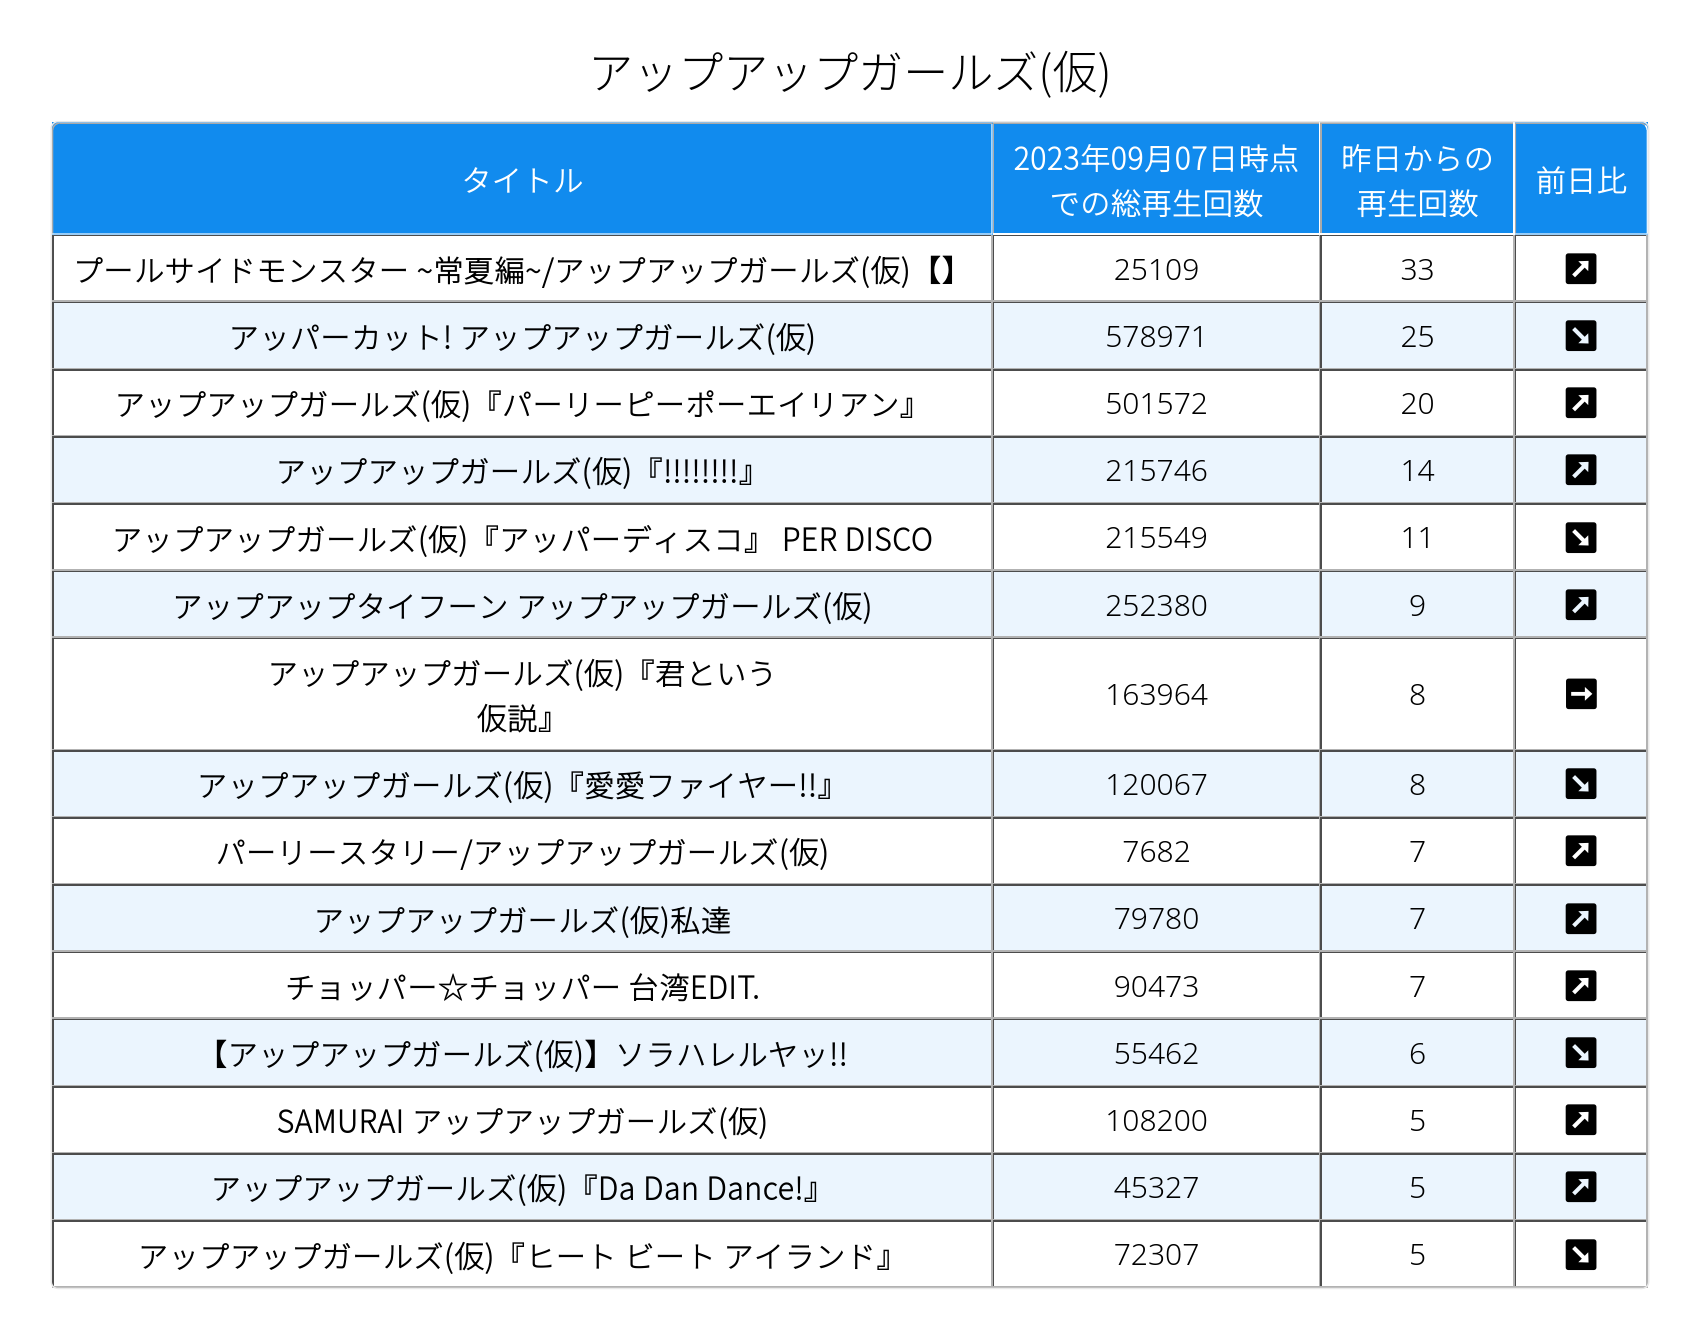 アップアップガールズ(仮)
タイトル 2023年09月07日時点での総再生回数 昨日からの再生回数 前日比
プールサイドモンスター ~常夏編~/アップアップガールズ(仮)【】 25109 33 ↗
アッパーカット! アップアップガールズ(仮) 578971 25 ↘
アップアップガールズ(仮)『パーリーピーポーエイリアン』 501572 20 ↗
アップアップガールズ(仮)『!!!!!!!!』 215746 14 ↗
アップアップガールズ(仮)『アッパーディスコ』 PER DISCO 215549 11 ↘
アップアップタイフーン アップアップガールズ(仮) 252380 9 ↗
アップアップガールズ(仮)『君という
仮説』 163964 8 →
アップアップガールズ(仮)『愛愛ファイヤー!!』 120067 8 ↘
パーリースタリー/アップアップガールズ(仮) 7682 7 ↗
アップアップガールズ(仮)私達 79780 7 ↗
チョッパー☆チョッパー 台湾EDIT. 90473 7 ↗
【アップアップガールズ(仮)】ソラハレルヤッ!! 55462 6 ↘
SAMURAI アップアップガールズ(仮) 108200 5 ↗
アップアップガールズ(仮)『Da Dan Dance!』 45327 5 ↗
アップアップガールズ(仮)『ヒート ビート アイランド』 72307 5 ↘